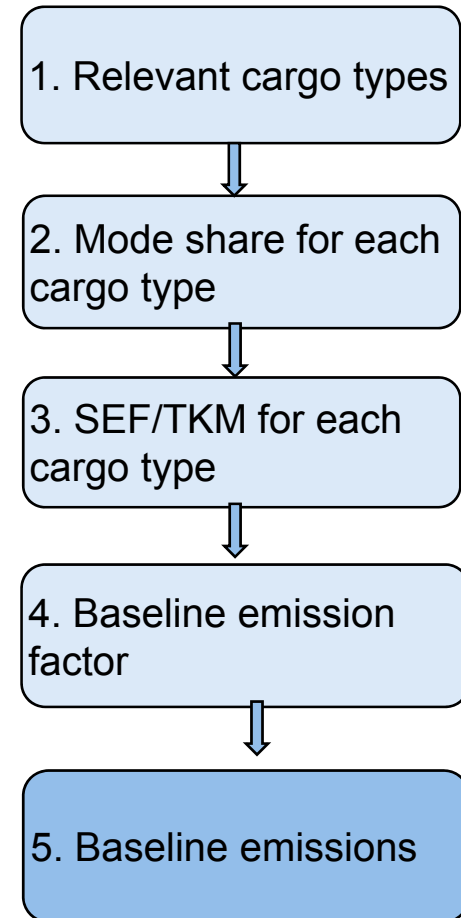 1. Relevant cargo types
2. Mode share for each
cargo type
3. SEF/TKM for each
cargo type
4. Baseline emission
factor
5. Baseline emissions